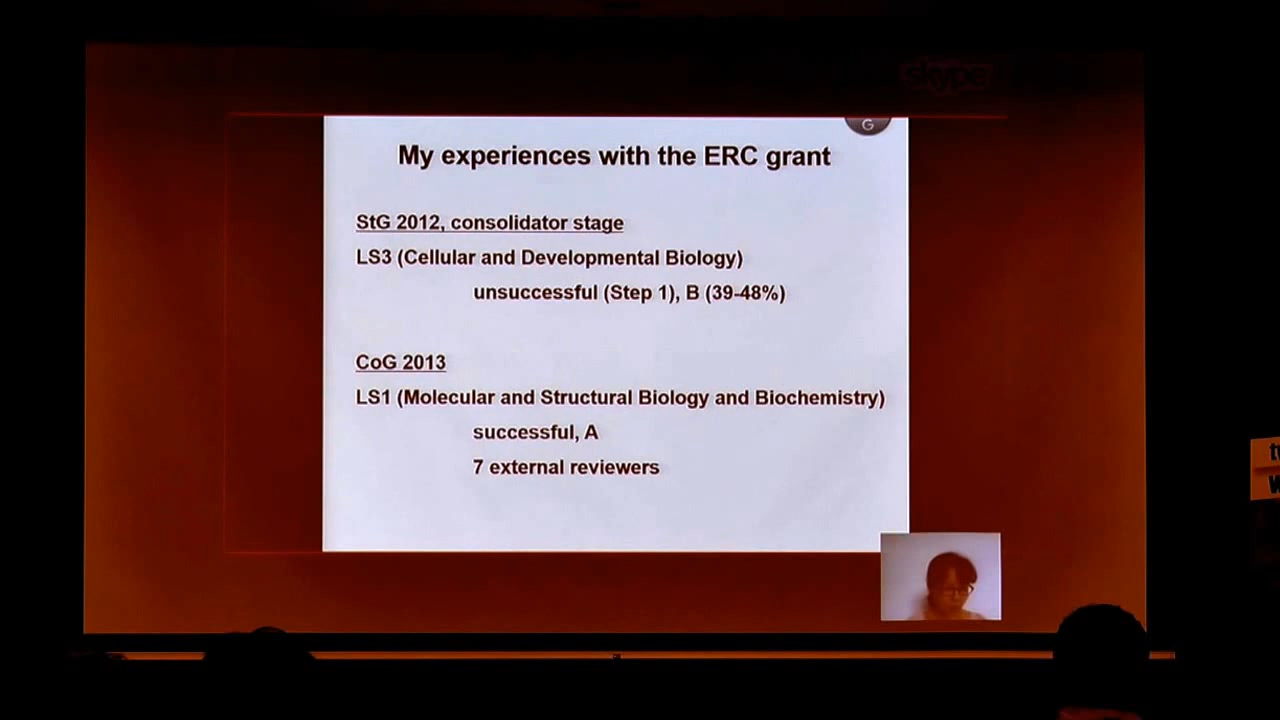 skype
G
My experiences with the ERC grant
StG 2012, consolidator stage
LS3 (Cellular and Developmental Biology)
unsuccessful (Step 1), B (39-48%)
CoG 2013
LS1 (Molecular and Structural Biology and Biochemistry)
successful, A
7 external reviewers